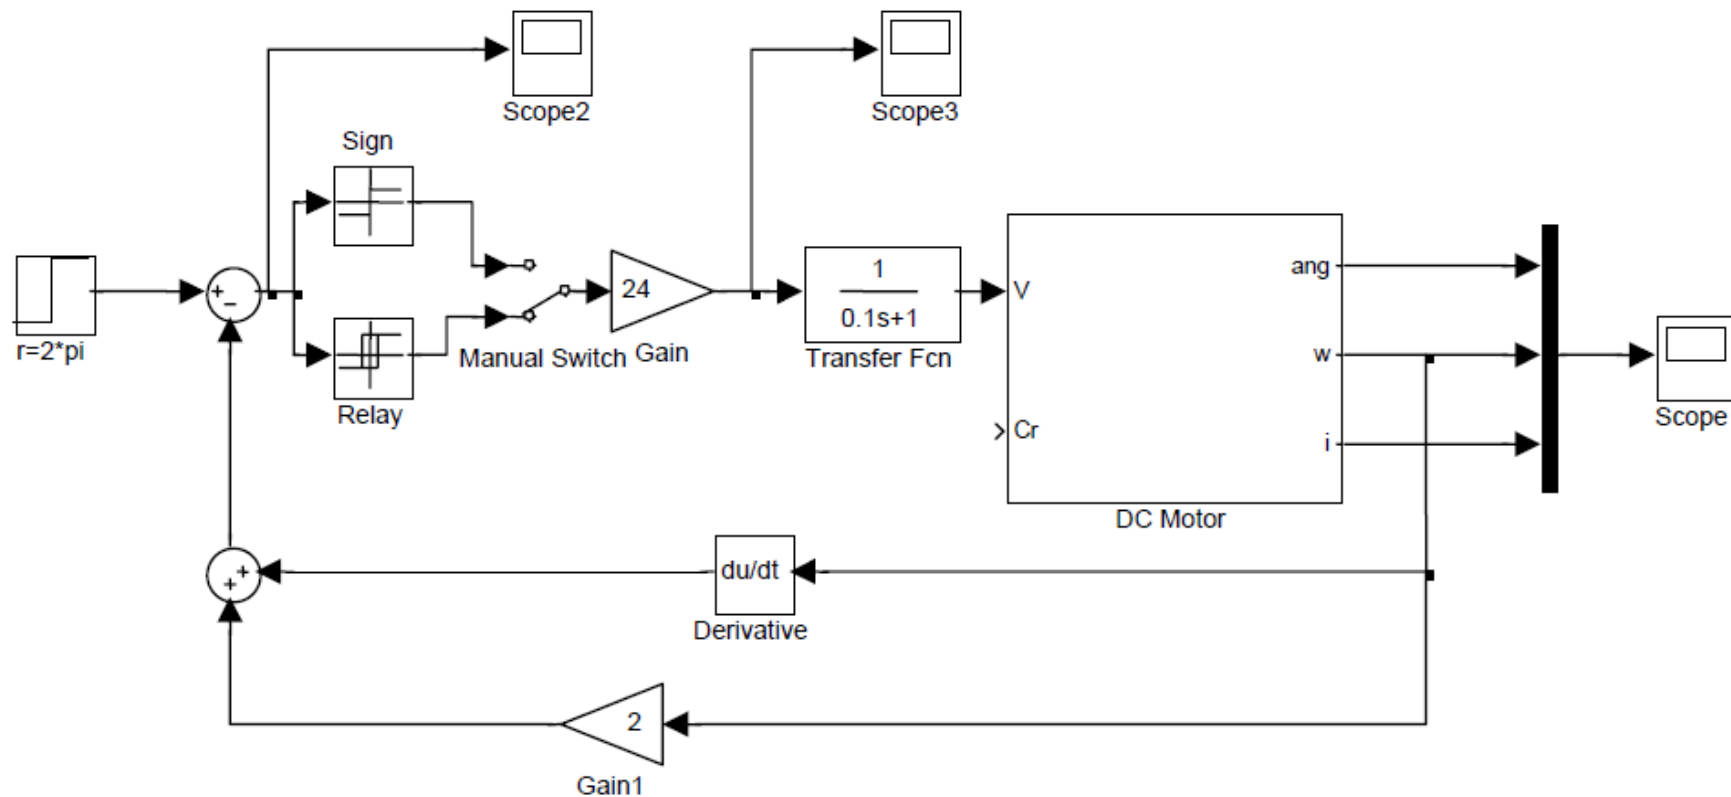 Scope2
Scope3
Sign
ang
24
1
V
0.1s+1
r=2*pi
Manual Switch
Gain
Transfer Fcn
w
Relay
Cr
i
Scope
DC Motor
du/dt
Derivative
2
Gain1